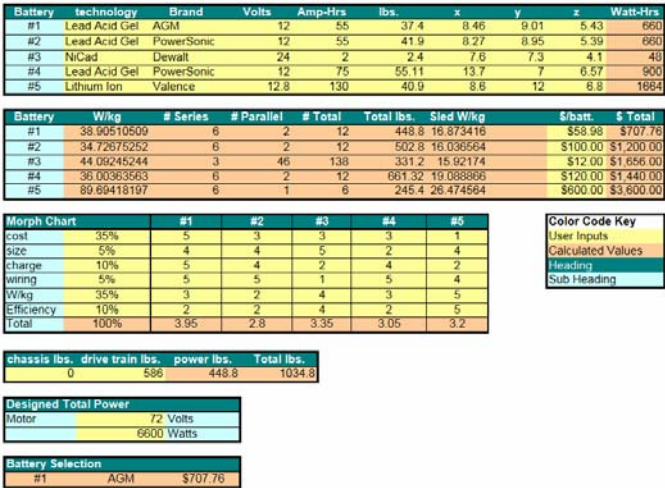 Battery technology Brand Volts Amp-Hrs lbs. x y z Watt-Hrs
#1 Lead Acid Gel AGM 12 55 37.4 8.46 9.01 5.43 660
#2 Lead Acid Gel PowerSonic 12 55 41.9 8.27 8.95 5.39 660
#3 NiCad Dewalt 24 2 2.4 7.6 7.3 4.1 48
#4 Lead Acid Gel PowerSonic 12 75 55.11 13.7 7 6.57 900
#5 Lithium Ion Valence 12.8 130 40.9 8.6 12 6.8 1664
Battery W/kg # Series # Parallel # Total Total lbs. Sled W/kg $/batt. $ Total
#1 38.90510509 6 2 12 448.8 16.873416 $58.98 $707.76
#2 34.72675252 6 2 12 502.8 16.036564 $100.00 $1,200.00
#3 44.09245244 3 46 138 331.2 15.92174 $12.00 $1,656.00
#4 36.00363563 6 2 12 661.32 19.088866 $120.00 $1,440.00
#5 89.69418197 6 1 6 245.4 26.474564 $600.00 $3,600.00
Morph Chart #1 #2 #3 #4 #5
cost 35% 5 3 3 3 1
size 5% 4 4 5 2 4
charge 10% 5 4 2 4 2
wiring 5% 5 5 1 5 4
W/kg 35% 3 2 4 3 5
Efficiency 10% 2 2 4 2 5
Total 100% 3.95 2.8 3.35 3.05 3.2
Color Code Key
User Inputs
Calculated Values
Heading
Sub Heading
chassis lbs. drive train lbs. power lbs. Total lbs.
0 586 448.8 1034.8
Designed Total Power
Motor 72 Volts
6600 Watts
Battery Selection
#1 AGM $707.76